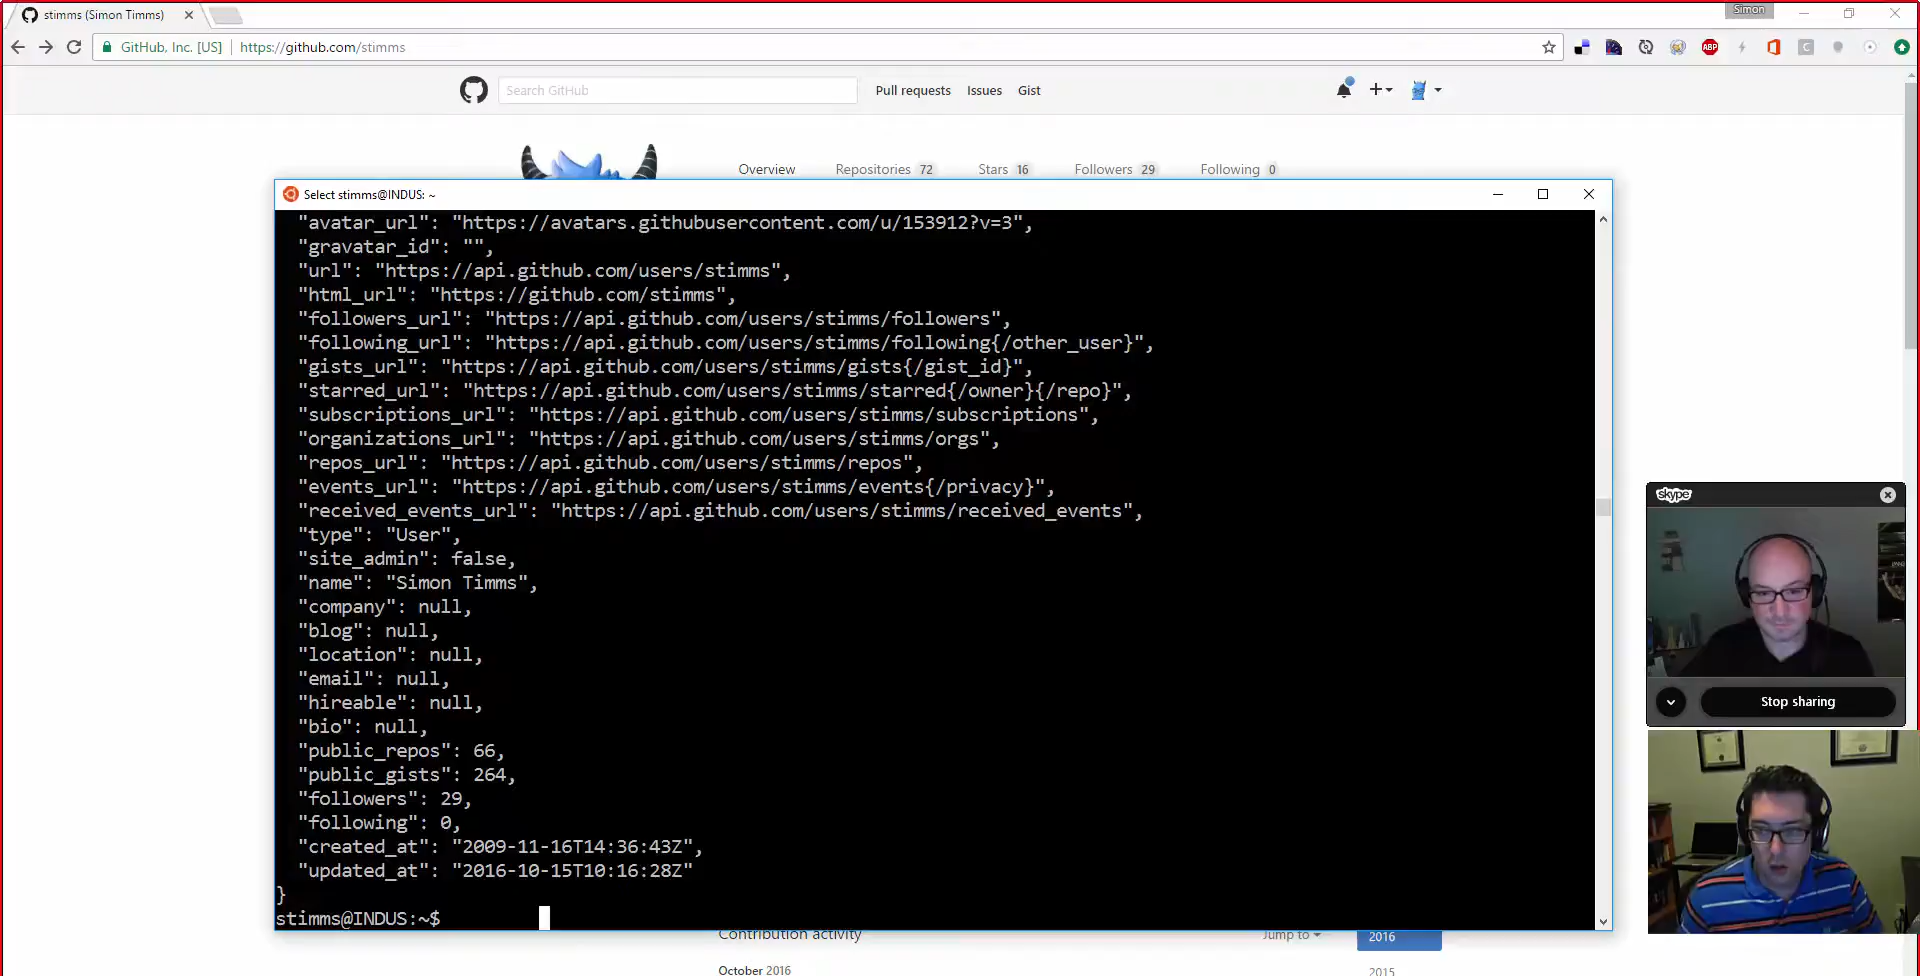 stimms (Simon Timms)
Simon
GitHub, Inc. [US]
https://github.com/stimms
ABP
Search GitHub
Pull requests
Issues
Gist
Overview
Repositories 72
Stars 16
Followers 29
Following 0
Select stimms@INDUS: ~
"avatar_url": "https://avatars.githubusercontent.com/u/153912?v=3",
"gravatar_id": "",
"url": "https://api.github.com/users/stimms",
"html_url": "https://github.com/stimms",
"followers_url": "https://api.github.com/users/stimms/followers",
"following_url": "https://api.github.com/users/stimms/following{/other_user}",
"gists_url": "https://api.github.com/users/stimms/gists{/gist_id}",
"starred_url": "https://api.github.com/users/stimms/starred{/owner}{/repo}",
"subscriptions_url": "https://api.github.com/users/stimms/subscriptions",
"organizations_url": "https://api.github.com/users/stimms/orgs",
"repos_url": "https://api.github.com/users/stimms/repos",
"events_url": "https://api.github.com/users/stimms/events{/privacy}",
"received_events_url": "https://api.github.com/users/stimms/received_events",
"type": "User",
"site_admin": false,
"name": "Simon Timms",
"company": null,
"blog": null,
"location": null,
"email": null,
"hireable": null,
"bio": null,
"public_repos": 66,
"public_gists": 264,
"followers": 29,
"following": 0,
"created_at": "2009-11-16T14:36:43Z",
"updated_at": "2016-10-15T10:16:28Z"
}
stimms@INDUS:~$
skype
Stop sharing
Contribution activity
Jump to
2016
October 2016
2015